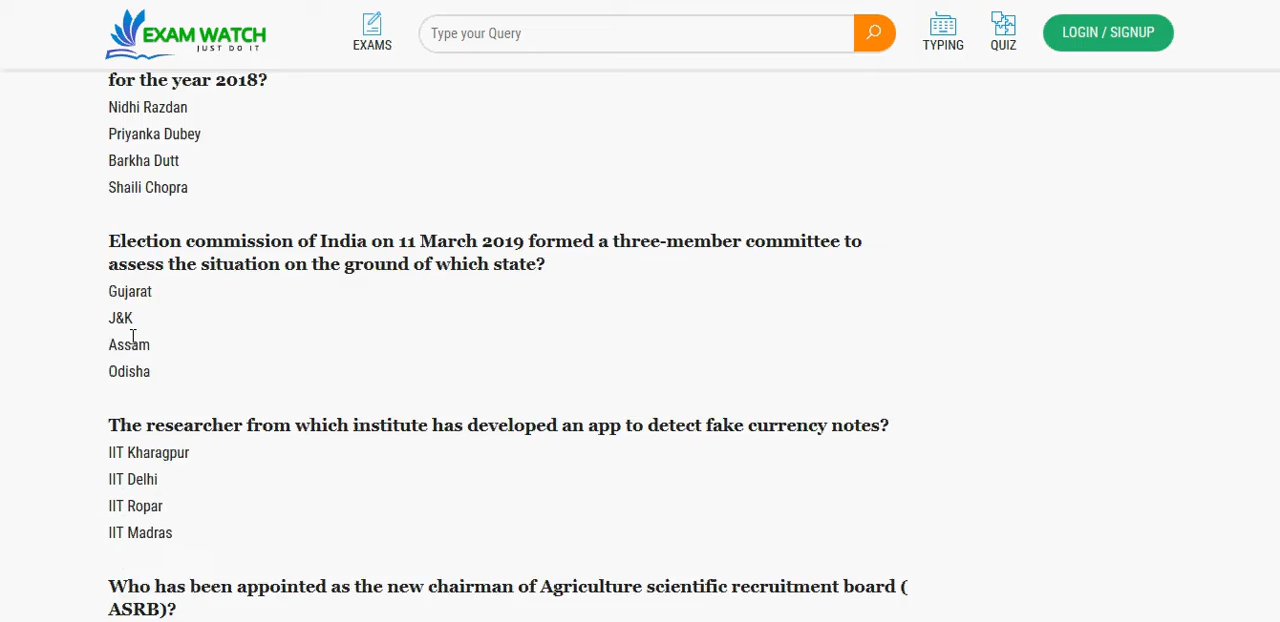 EXAM WATCH
JUST DO IT
EXAMS
Type your Query
TYPING
QUIZ
LOGIN / SIGNUP
for the year 2018?
Nidhi Razdan
Priyanka Dubey
Barkha Dutt
Shaili Chopra
Election commission of India on 11 March 2019 formed a three-member committee to
assess the situation on the ground of which state?
Gujarat
J&K
Assam
Odisha
The researcher from which institute has developed an app to detect fake currency notes?
IIT Kharagpur
IIT Delhi
IIT Ropar
IIT Madras
Who has been appointed as the new chairman of Agriculture scientific recruitment board (
ASRB)?